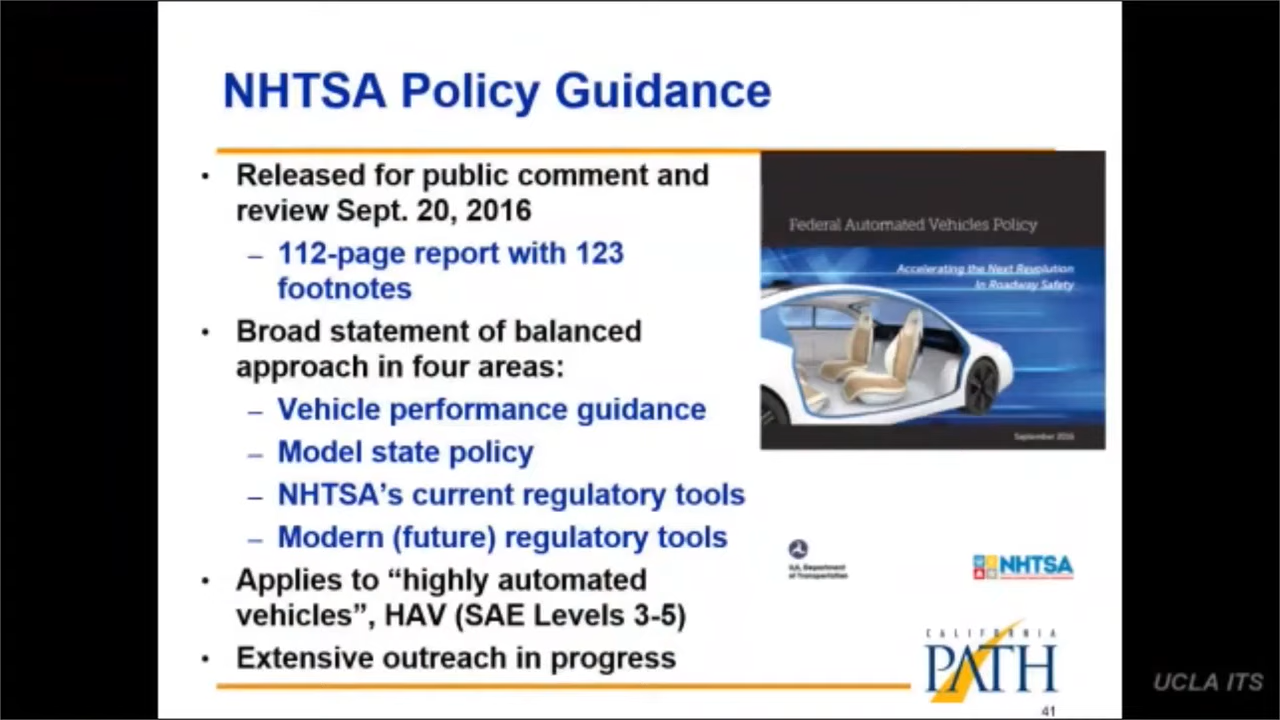 NHTSA Policy Guidance
• Released for public comment and
review Sept. 20, 2016
– 112-page report with 123
footnotes
• Broad statement of balanced
approach in four areas:
– Vehicle performance guidance
– Model state policy
– NHTSA’s current regulatory tools
– Modern (future) regulatory tools
• Applies to “highly automated
vehicles”, HAV (SAE Levels 3-5)
• Extensive outreach in progress
Federal Automated Vehicles Policy
Accelerating the Next Revolution
In Roadway Safety
September 2016
U.S. Department
of Transportation
NHTSA
CALIFORNIA
PATH
41
UCLA ITS